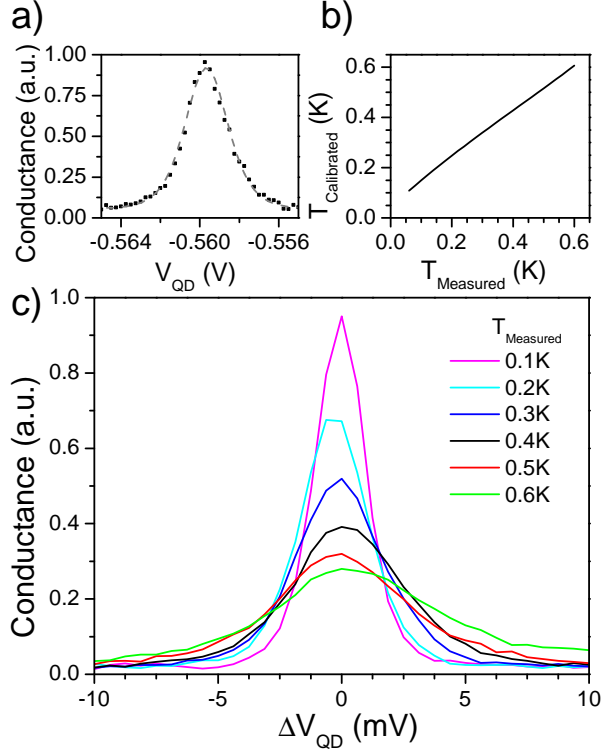 a)
Conductance (a.u.)
1.00
0.75
0.50
0.25
0.00
-0.564
-0.560
-0.556
V_QD (V)
b)
T_Calibrated (K)
0.6
0.4
0.2
0.0
0.0
0.2
0.4
0.6
T_Measured (K)
c)
Conductance (a.u.)
1.0
0.8
0.6
0.4
0.2
0.0
-10
-5
0
5
10
ΔV_QD (mV)
T_Measured
0.1K
0.2K
0.3K
0.4K
0.5K
0.6K